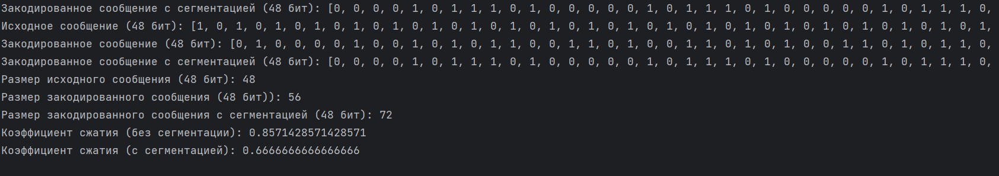 Закодированное сообщение с сегментацией (48 бит): [0, 0, 0, 0, 1, 0, 1, 1, 1, 0, 1, 0, 0, 0, 0, 0, 1, 0, 1, 1, 1, 0, 1, 0, 0, 0, 0, 0, 1, 0, 1, 1, 1, 0,
Исходное сообщение (48 бит): [1, 0, 1, 0, 1, 0, 1, 0, 1, 0, 1, 0, 1, 0, 1, 0, 1, 0, 1, 0, 1, 0, 1, 0, 1, 0, 1, 0, 1, 0, 1, 0, 1, 0, 1, 0, 1, 0, 1, 0, 1,
Закодированное сообщение (48 бит): [0, 1, 0, 0, 0, 0, 1, 0, 0, 1, 0, 1, 0, 1, 1, 0, 0, 1, 1, 0, 1, 0, 0, 1, 1, 0, 1, 0, 1, 0, 0, 1, 1, 0, 1, 0, 1, 1, 0,
Закодированное сообщение с сегментацией (48 бит): [0, 0, 0, 0, 1, 0, 1, 1, 1, 0, 1, 0, 0, 0, 0, 0, 1, 0, 1, 1, 1, 0, 1, 0, 0, 0, 0, 0, 1, 0, 1, 1, 1, 0,
Размер исходного сообщения (48 бит): 48
Размер закодированного сообщения (48 бит)): 56
Размер закодированного сообщения с сегментацией (48 бит): 72
Коэффициент сжатия (без сегментации): 0.8571428571428571
Коэффициент сжатия (с сегментацией): 0.6666666666666666